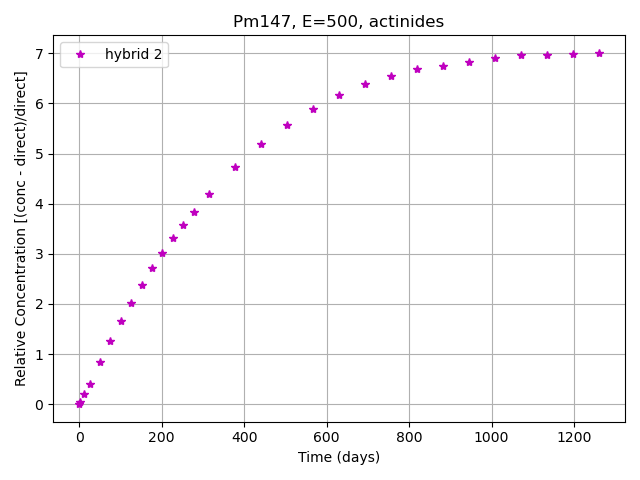 Pm147, E=500, actinides
hybrid 2
Relative Concentration [(conc - direct)/direct]
7
6
5
4
3
2
1
0
0 200 400 600 800 1000 1200
Time (days)